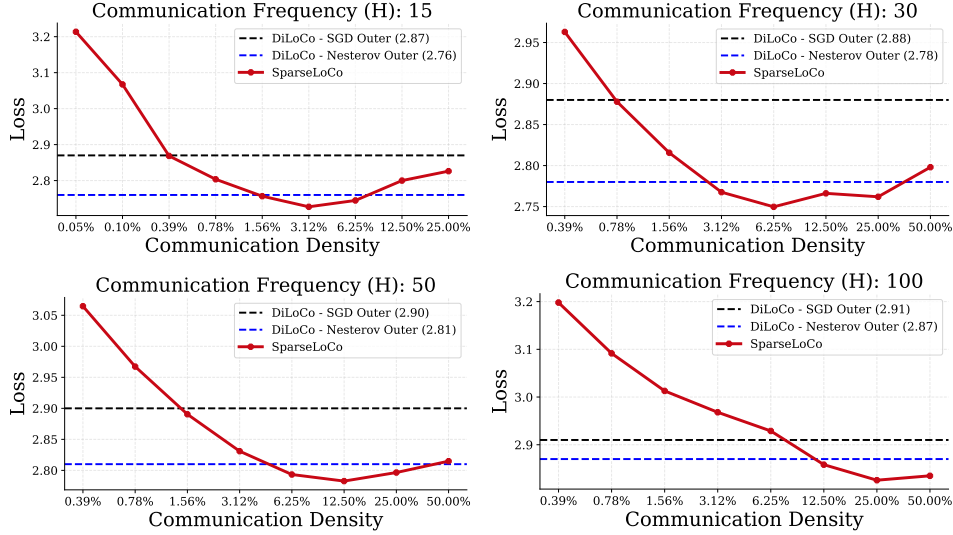 Communication Frequency (H): 15
3.2
3.1
3.0
2.9
2.8
Loss
DiLoCo - SGD Outer (2.87)
DiLoCo - Nesterov Outer (2.76)
SparseLoCo
0.05% 0.10% 0.39% 0.78% 1.56% 3.12% 6.25% 12.50% 25.00%
Communication Density
Communication Frequency (H): 30
2.95
2.90
2.85
2.80
2.75
Loss
DiLoCo - SGD Outer (2.88)
DiLoCo - Nesterov Outer (2.78)
SparseLoCo
0.39% 0.78% 1.56% 3.12% 6.25% 12.50% 25.00% 50.00%
Communication Density
Communication Frequency (H): 50
3.05
3.00
2.95
2.90
2.85
2.80
Loss
DiLoCo - SGD Outer (2.90)
DiLoCo - Nesterov Outer (2.81)
SparseLoCo
0.39% 0.78% 1.56% 3.12% 6.25% 12.50% 25.00% 50.00%
Communication Density
Communication Frequency (H): 100
3.2
3.1
3.0
2.9
Loss
DiLoCo - SGD Outer (2.91)
DiLoCo - Nesterov Outer (2.87)
SparseLoCo
0.39% 0.78% 1.56% 3.12% 6.25% 12.50% 25.00% 50.00%
Communication Density